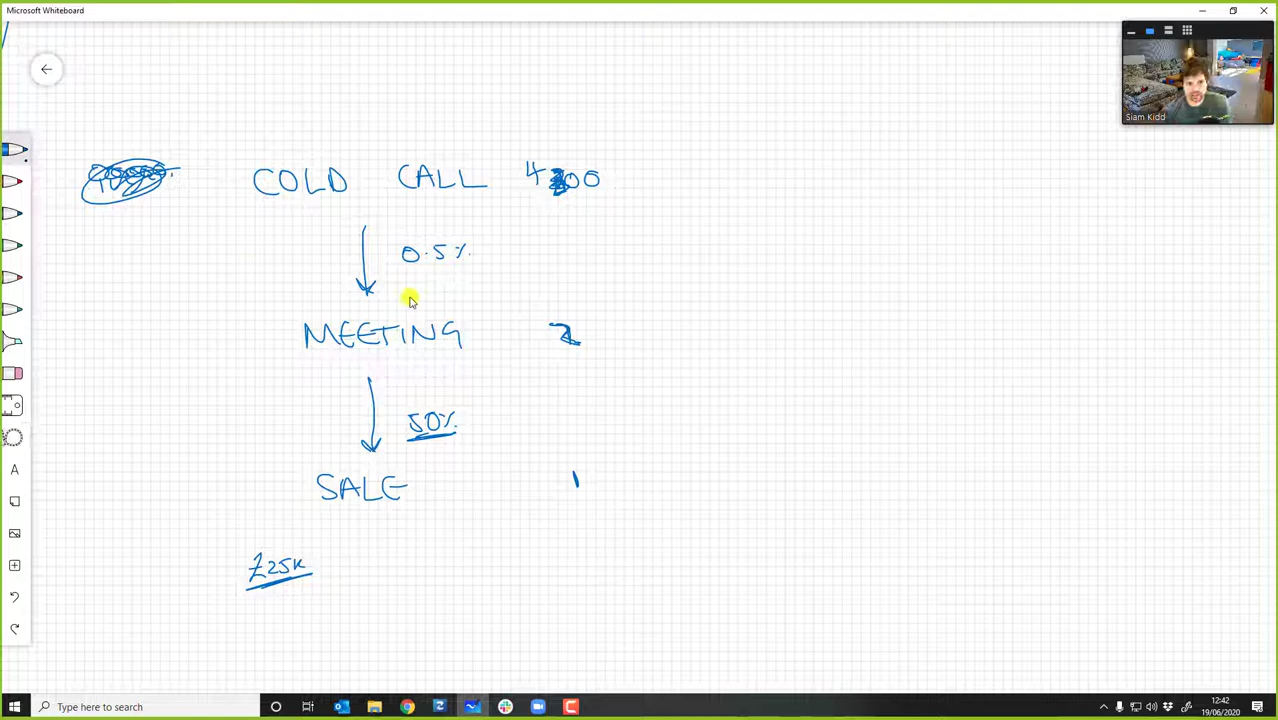 Microsoft Whiteboard
Siam Kidd
COLD CALL 400
0.5%
MEETING 2
50%
SALE 1
£25K
A
Type here to search
12:42
19/06/2020